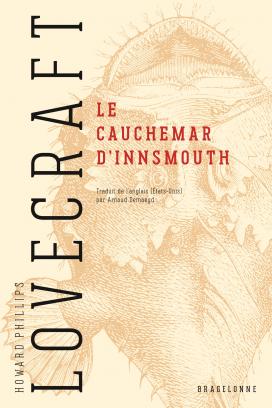 HOWARD PHILLIPS
LOVECRAFT
LE
CAUCHEMAR
D'INNSMOUTH
Traduit de l'anglais (États-Unis)
par Arnaud Demaegd
BRAGELONNE